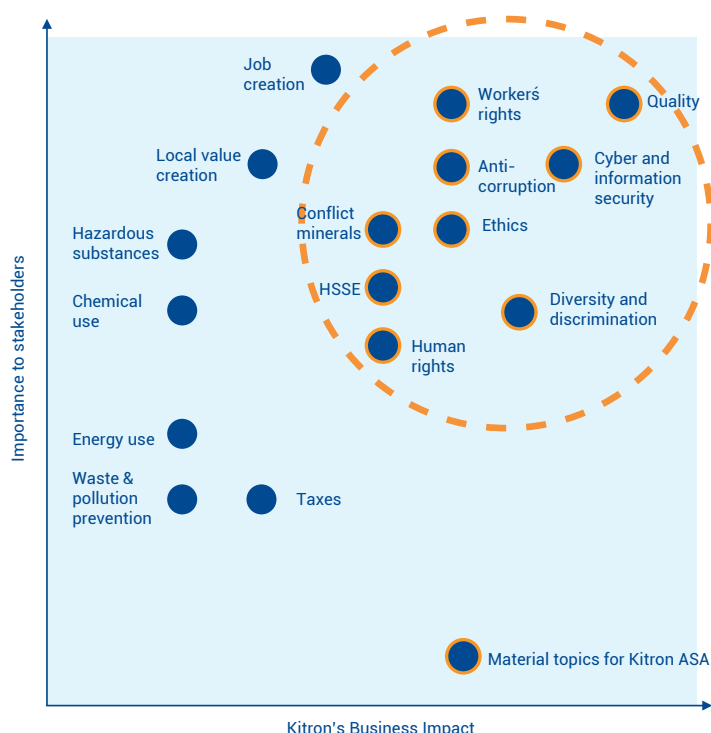 Job
creation
Workerś
rights
Quality
Local value
creation
Anti-
corruption
Cyber and
information
security
Conflict
minerals
Ethics
Hazardous
substances
HSSE
Chemical
use
Diversity and
discrimination
Human
rights
Energy use
Waste &
pollution
prevention
Taxes
Material topics for Kitron ASA
Importance to stakeholders
Kitron's Business Impact